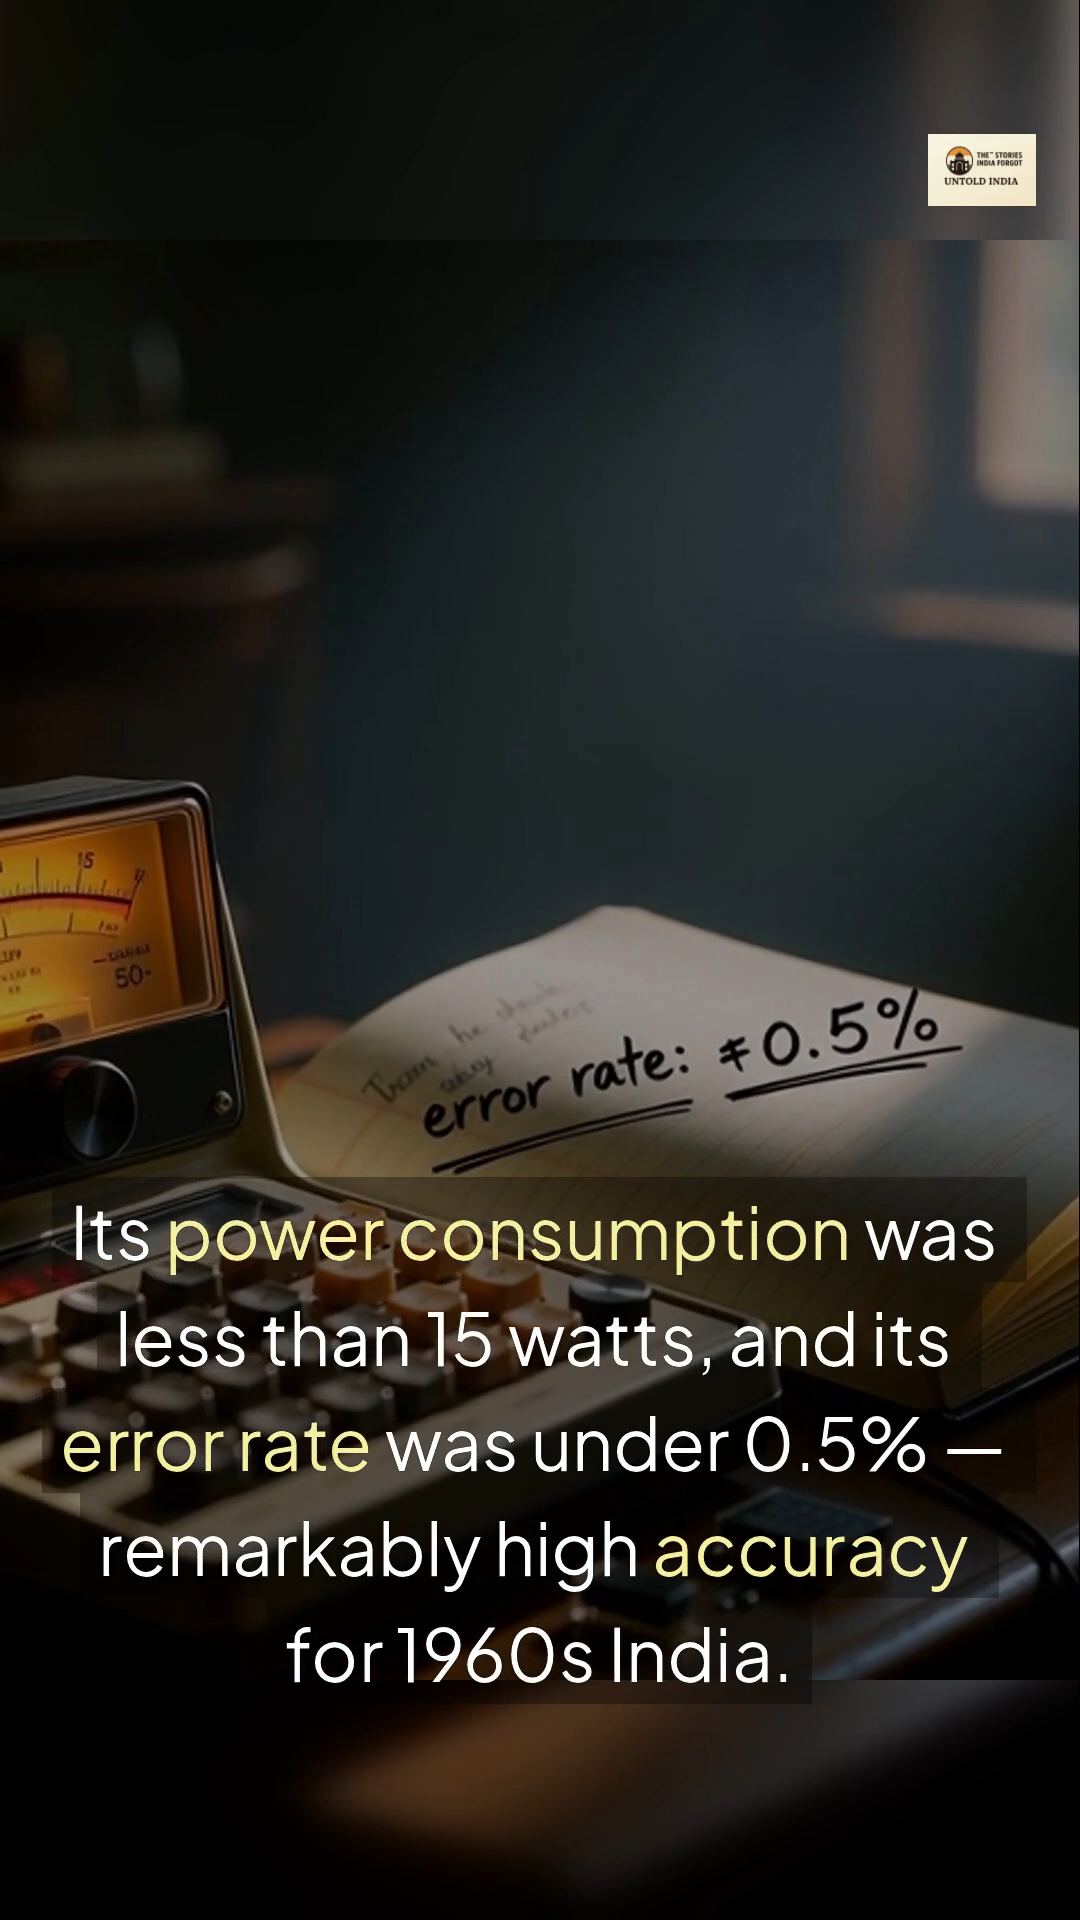 THE™ STORIES
INDIA FORGOT
UNTOLD INDIA
15
50-
error rate: ≠0.5%
Its power consumption was
less than 15 watts, and its
error rate was under 0.5% —
remarkably high accuracy
for 1960s India.